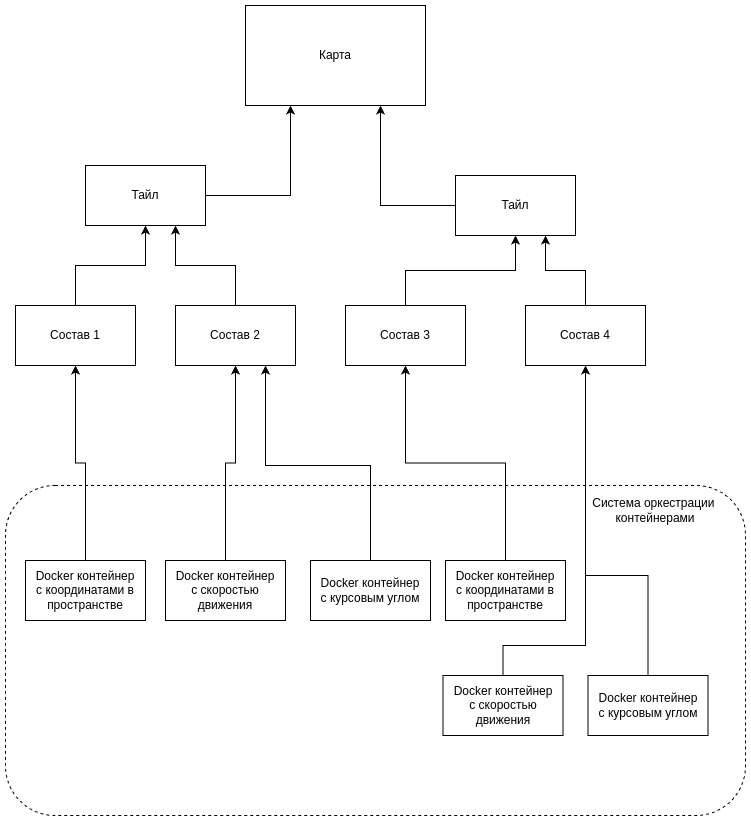 Карта
Тайл
Тайл
Состав 1
Состав 2
Состав 3
Состав 4
Система оркестрации
контейнерами
Docker контейнер
с координатами в
пространстве
Docker контейнер
с скоростью
движения
Docker контейнер
с курсовым углом
Docker контейнер
с координатами в
пространстве
Docker контейнер
с скоростью
движения
Docker контейнер
с курсовым углом